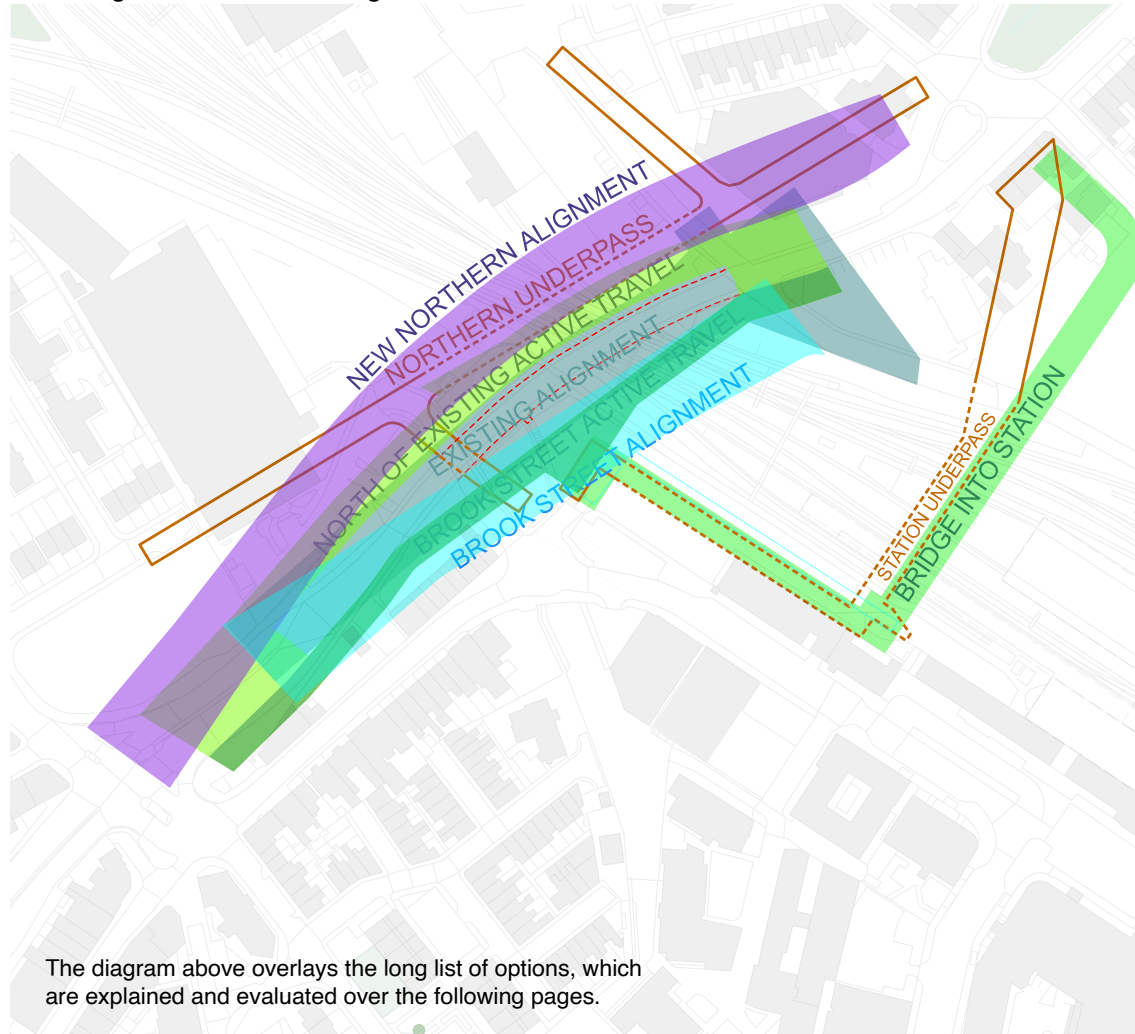 NEW NORTHERN ALIGNMENT
NORTHERN UNDERPASS
NORTH OF EXISTING ACTIVE TRAVEL
EXISTING ALIGNMENT
BROOK STREET ACTIVE TRAVEL
BROOK STREET ALIGNMENT
STATION UNDERPASS
BRIDGE INTO STATION
The diagram above overlays the long list of options, which
are explained and evaluated over the following pages.